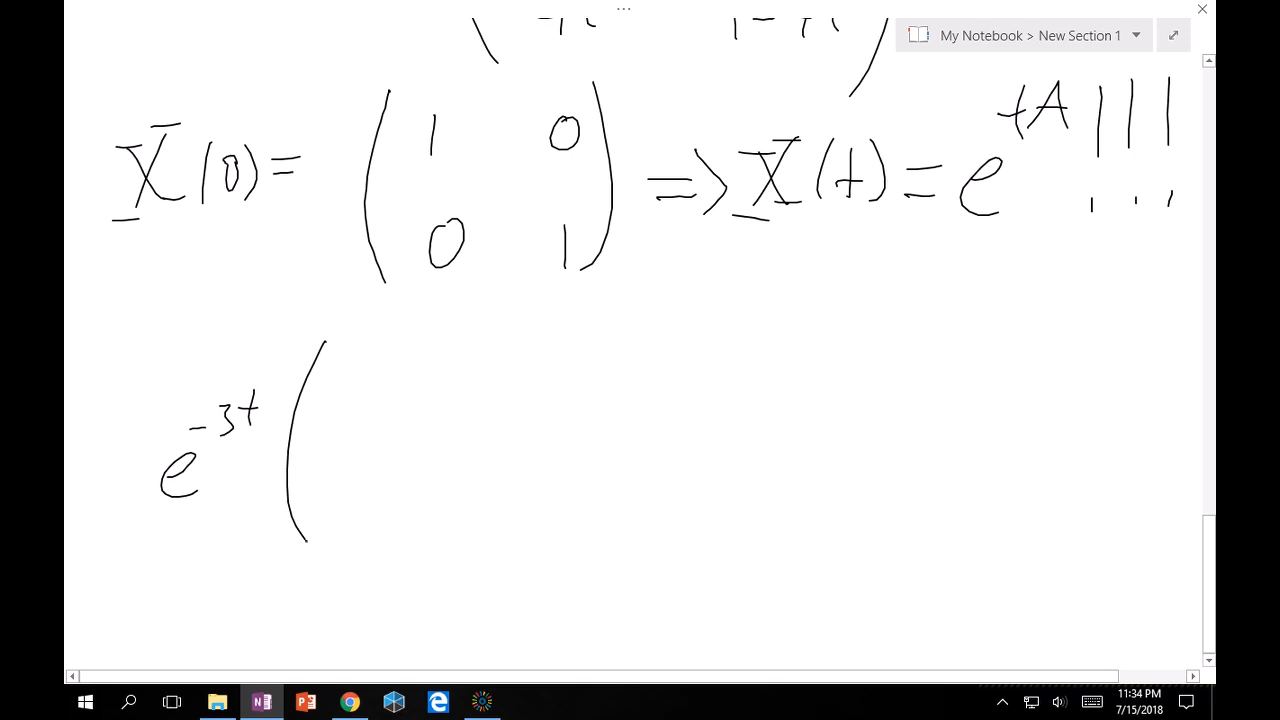 My Notebook > New Section 1
X(0) = ( 1 0
0 1 ) => X(t) = e^{tA} !!!
e^{-3t} (
11:34 PM
7/15/2018